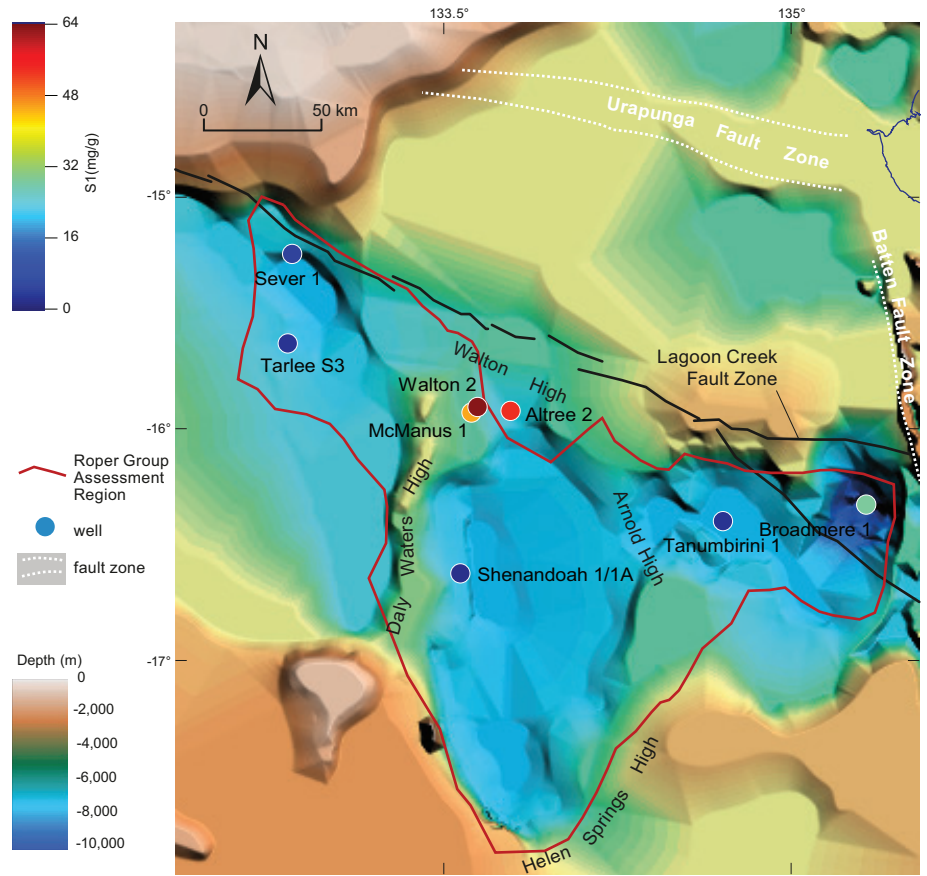 133.5°
135°
64
48
32
16
0
S1(mg/g)
N
0
50 km
Urapunga Fault Zone
-15°
Batten Fault Zone
Sever 1
Tarlee S3
Walton High
Lagoon Creek
Fault Zone
Walton 2
Altree 2
McManus 1
-16°
Roper Group
Assessment
Region
well
fault zone
Daly Waters High
Arnold High
Broadmere 1
Tanumbirini 1
Shenandoah 1/1A
-17°
Depth (m)
0
-2,000
-4,000
-6,000
-8,000
-10,000
Helen Springs High